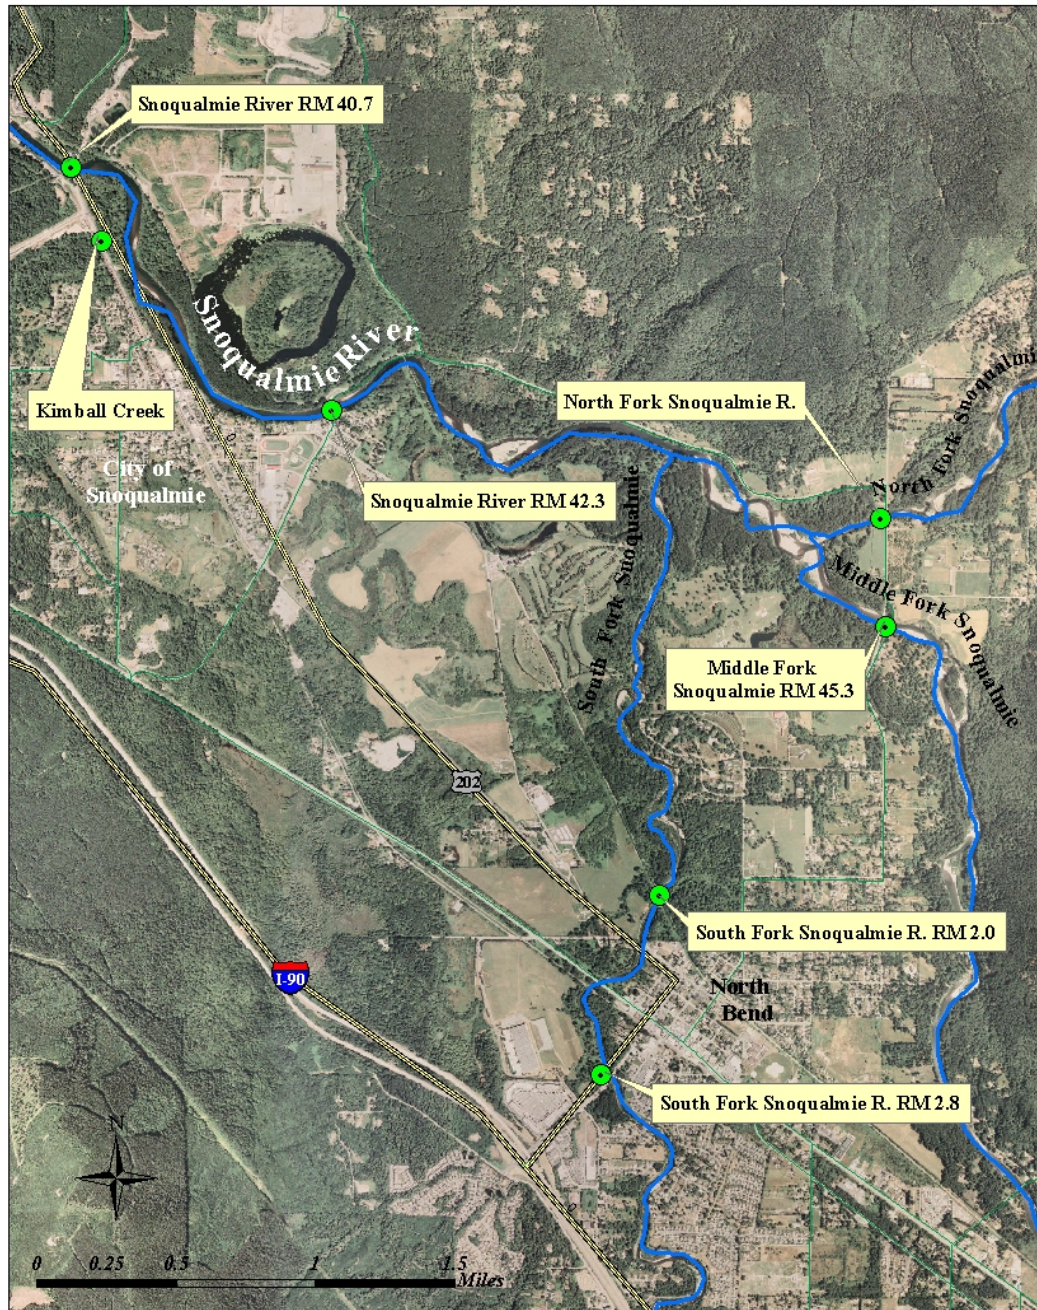 Snoqualmie River RM 40.7
Snoqualmie River
Kimball Creek
North Fork Snoqualmie R.
North Fork Snoqualmie
City of
Snoqualmie
Snoqualmie River RM 42.3
South Fork Snoqualmie
Middle Fork Snoqualmie
Middle Fork
Snoqualmie RM 45.3
202
South Fork Snoqualmie R. RM 2.0
I-90
North
Bend
South Fork Snoqualmie R. RM 2.8
N
0 0.25 0.5 1 1.5
Miles